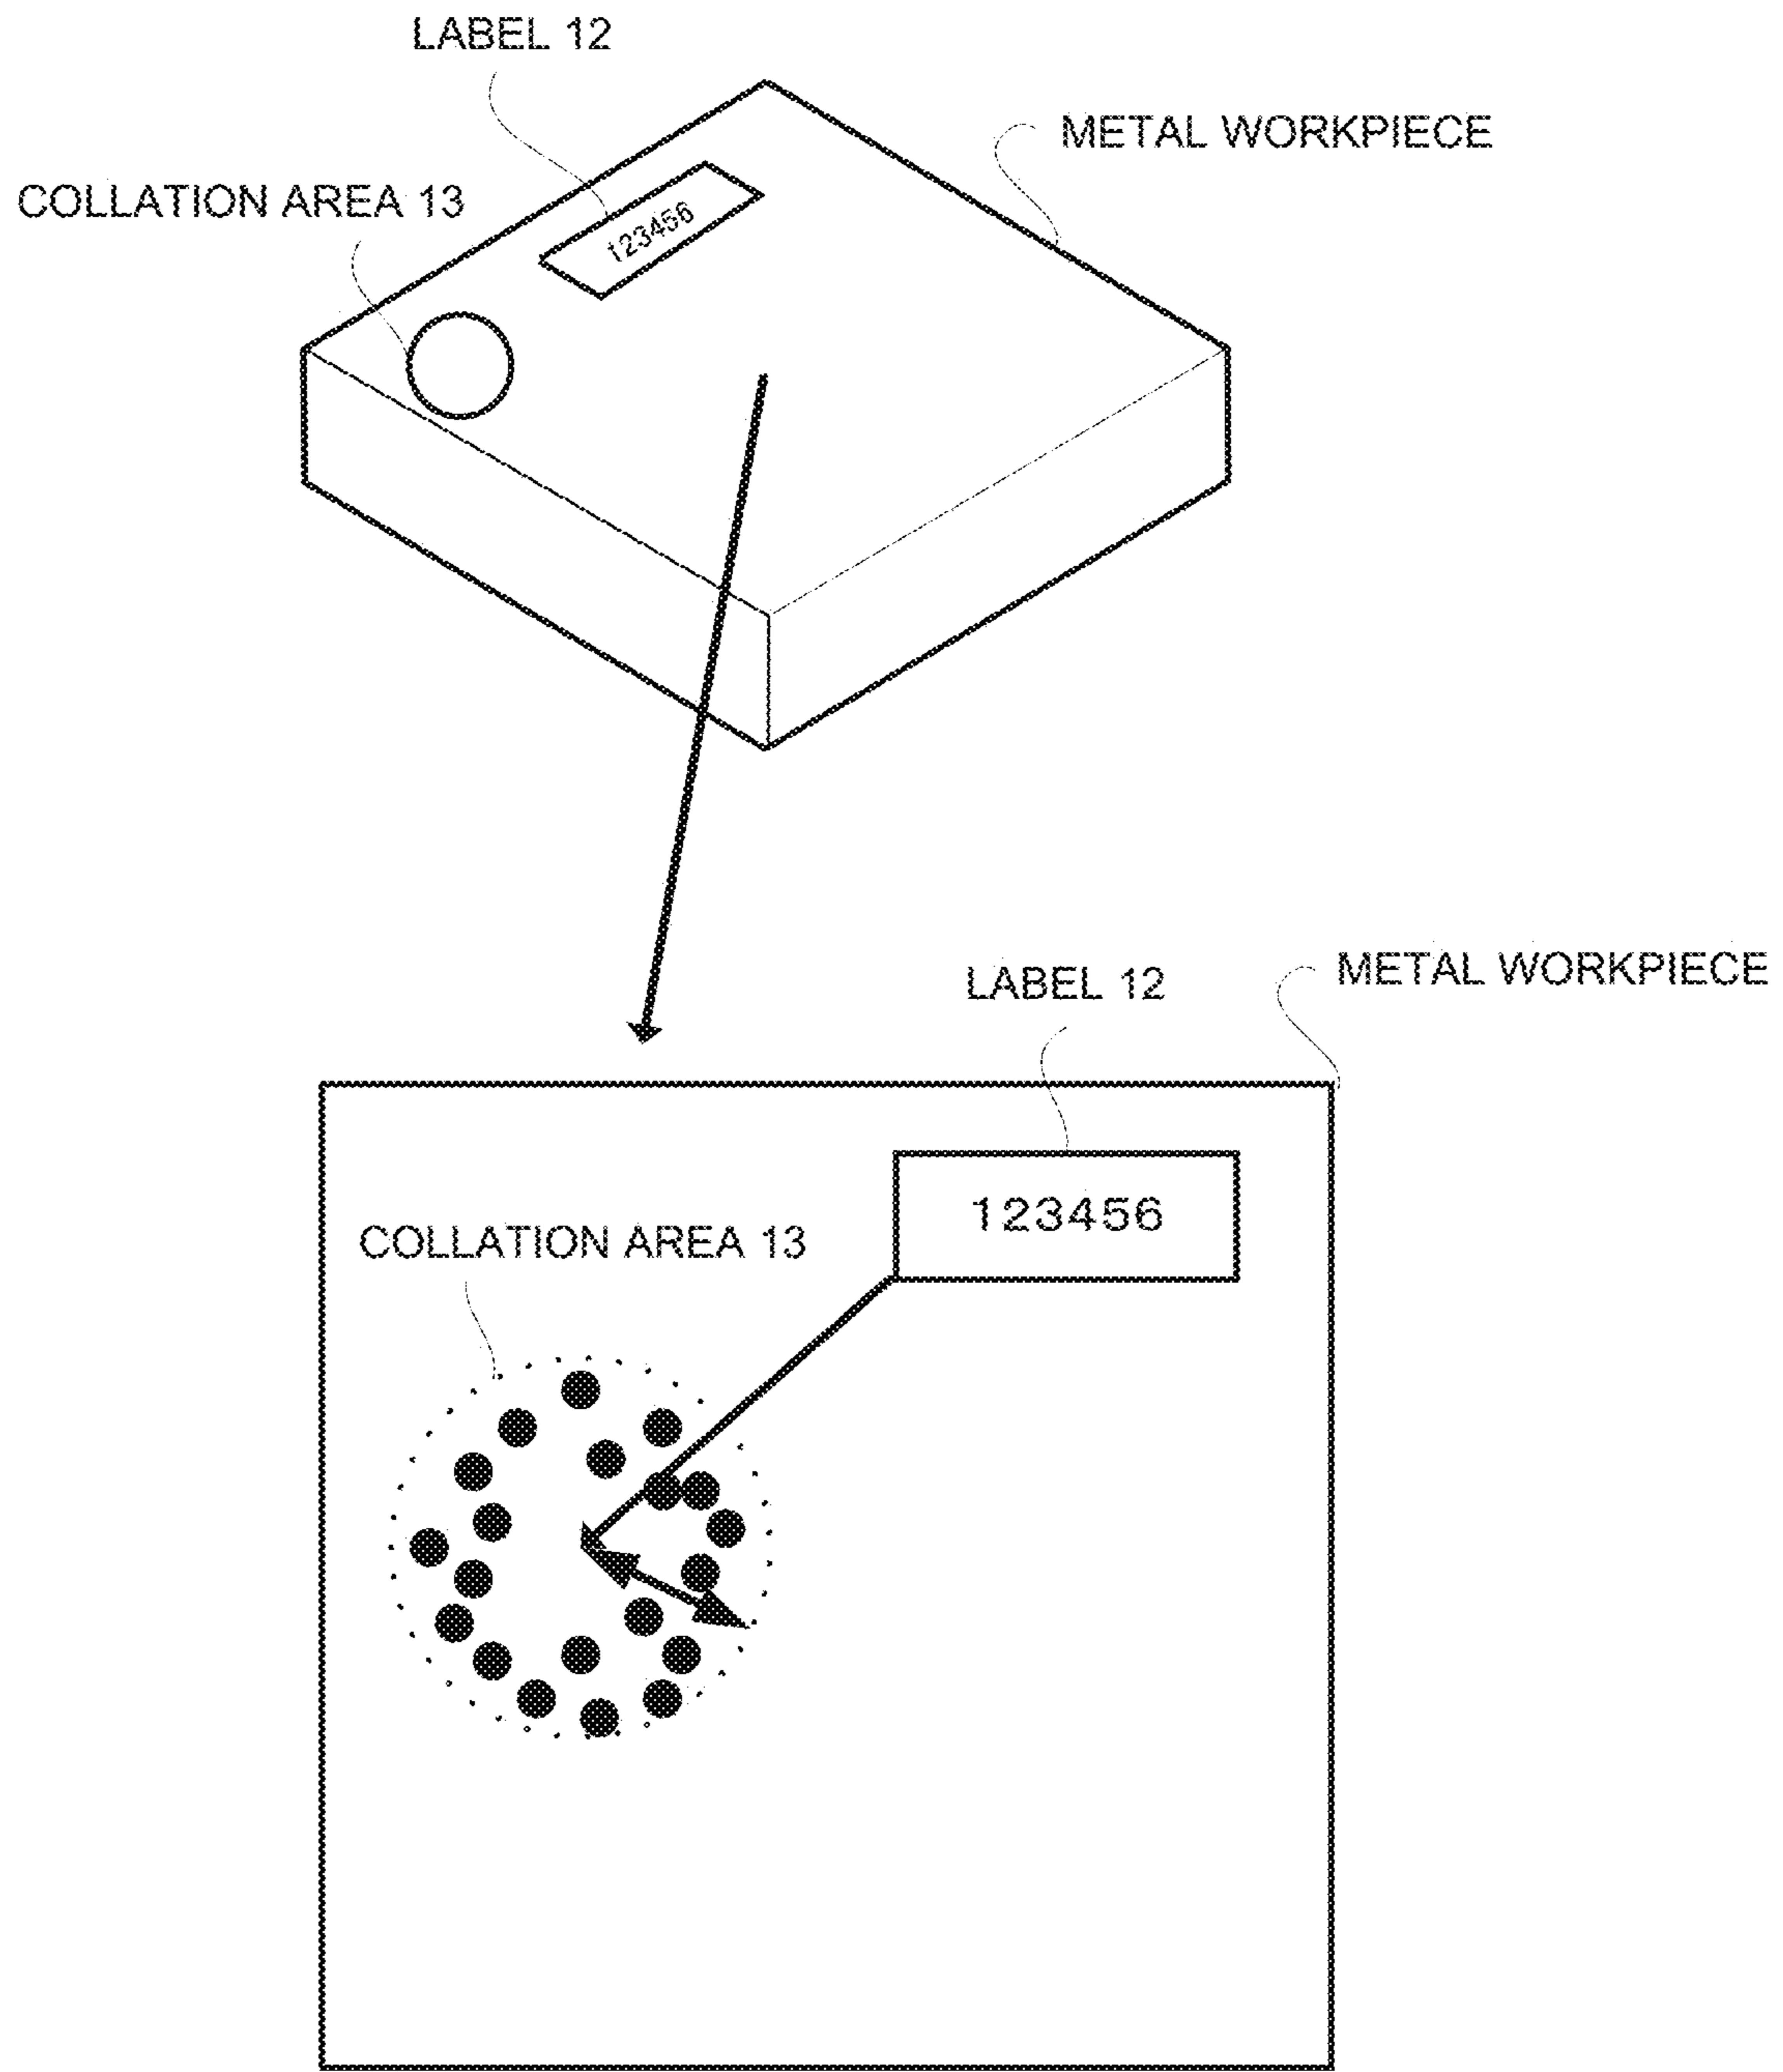 LABEL 12
METAL WORKPIECE
COLLATION AREA 13
123456
LABEL 12
METAL WORKPIECE
123456
COLLATION AREA 13